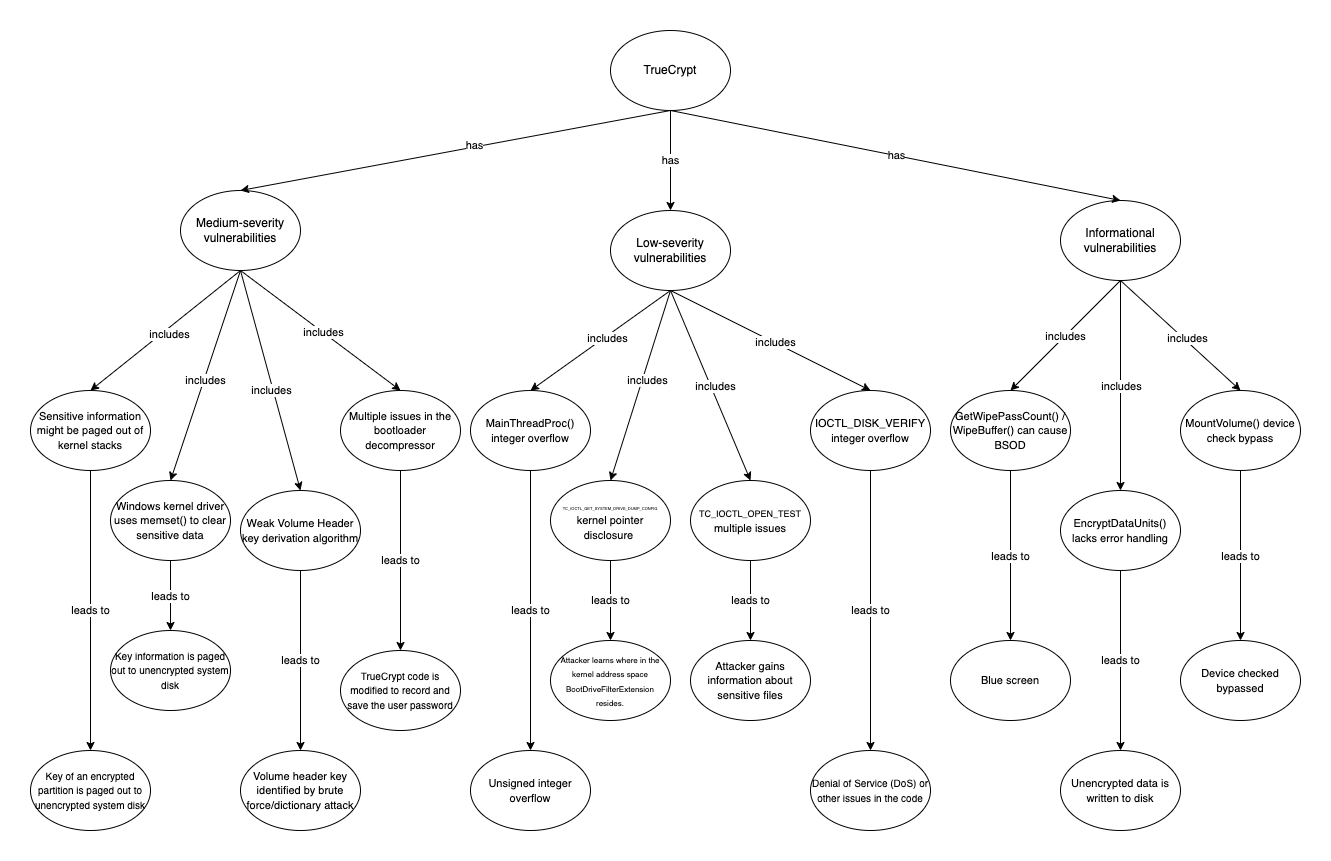 TrueCrypt
has
has
has
Medium-severity
vulnerabilities
Low-severity
vulnerabilities
Informational
vulnerabilities
includes
includes
includes
includes
includes
includes
includes
includes
includes
includes
includes
Sensitive information
might be paged out of
kernel stacks
Windows kernel driver
uses memset() to clear
sensitive data
Weak Volume Header
key derivation algorithm
Multiple issues in the
bootloader
decompressor
MainThreadProc()
integer overflow
TC_IOCTL_GET_SYSTEM_DRIVE_DUMP_CONFIG
kernel pointer
disclosure
TC_IOCTL_OPEN_TEST
multiple issues
IOCTL_DISK_VERIFY
integer overflow
GetWipePassCount() /
WipeBuffer() can cause
BSOD
EncryptDataUnits()
lacks error handling
MountVolume() device
check bypass
leads to
leads to
leads to
leads to
leads to
leads to
leads to
leads to
leads to
leads to
leads to
Key of an encrypted
partition is paged out to
unencrypted system disk
Key information is paged
out to unencrypted system
disk
Volume header key
identified by brute
force/dictionary attack
TrueCrypt code is
modified to record and
save the user password
Unsigned integer
overflow
Attacker learns where in the
kernel address space
BootDriveFilterExtension
resides.
Attacker gains
information about
sensitive files
Denial of Service (DoS) or
other issues in the code
Blue screen
Unencrypted data is
written to disk
Device checked
bypassed